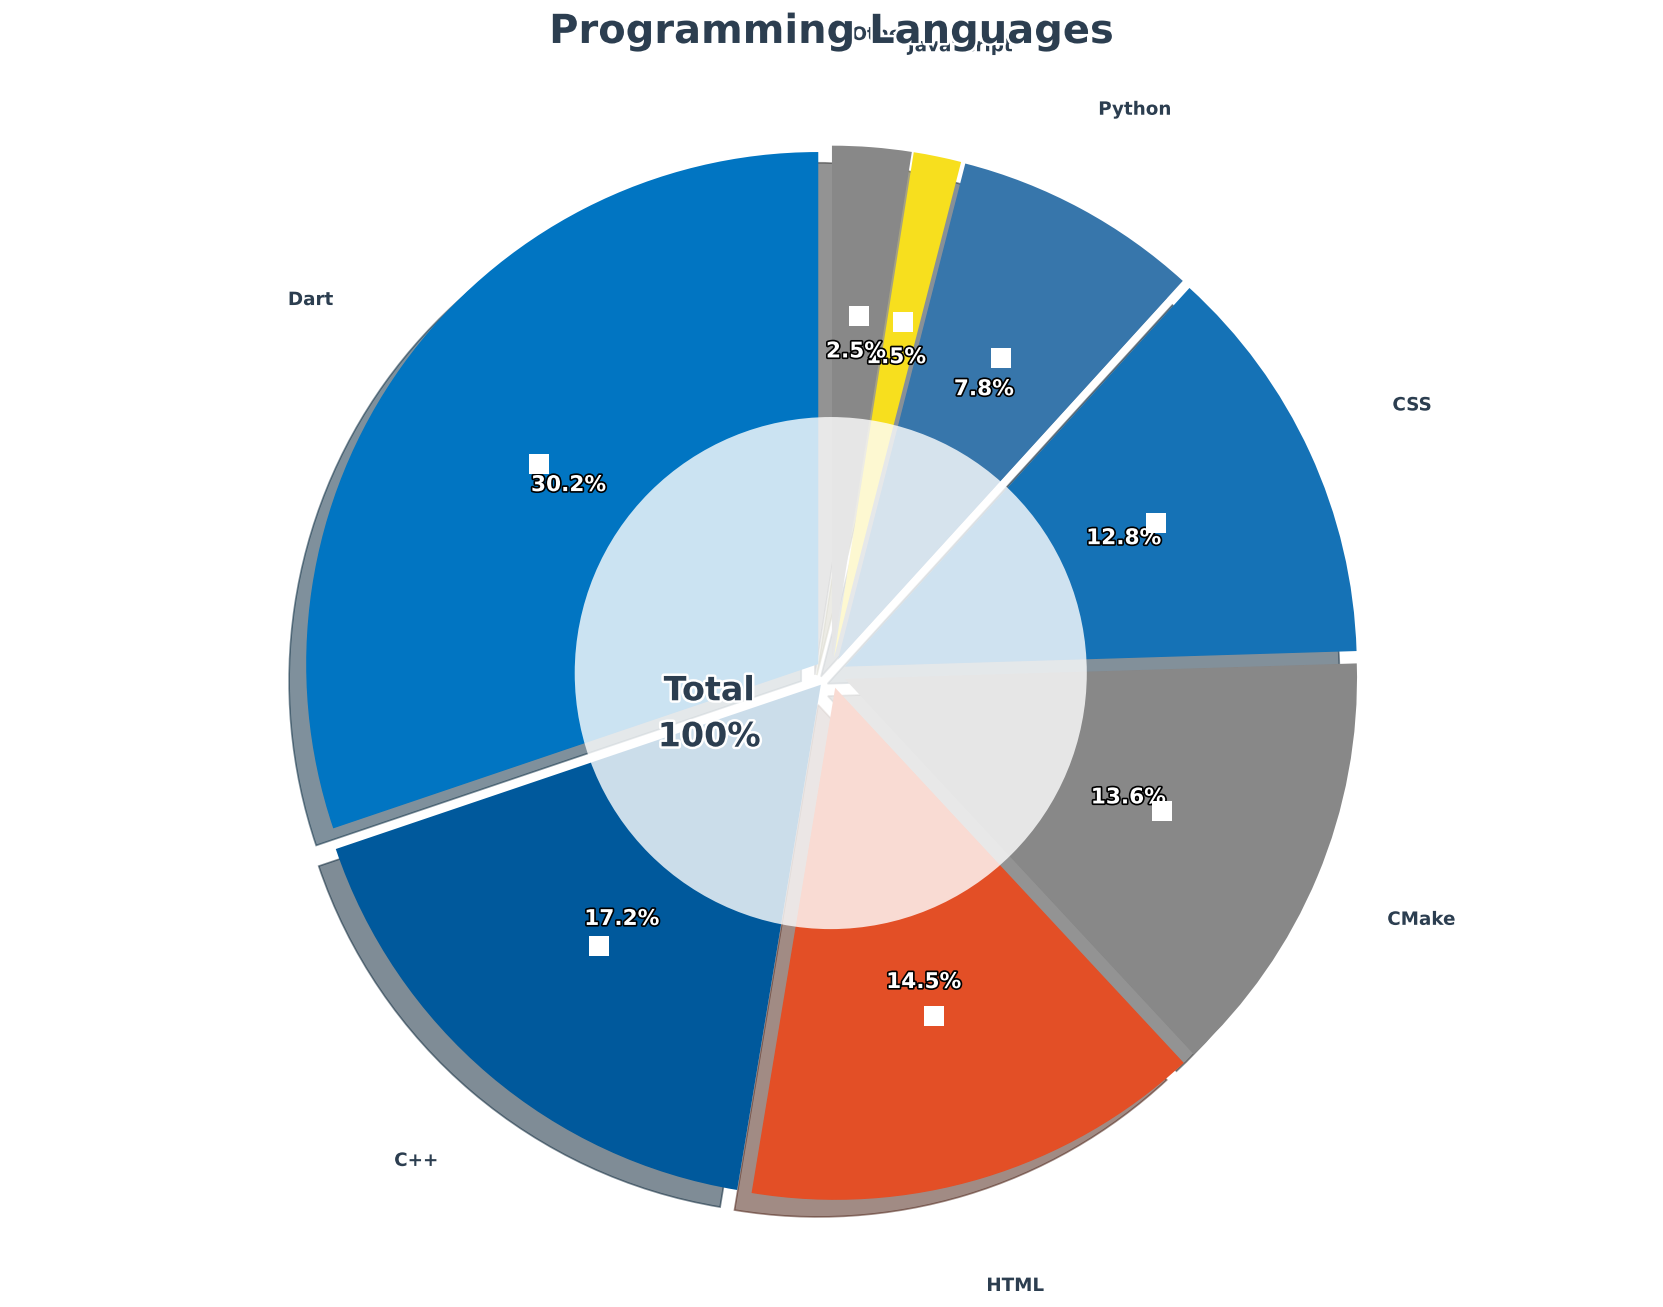 Programming Languages
JavaScript
Python
Dart
CSS
2.5%
1.5%
7.8%
30.2%
12.8%
Total
100%
13.6%
17.2%
CMake
14.5%
C++
HTML